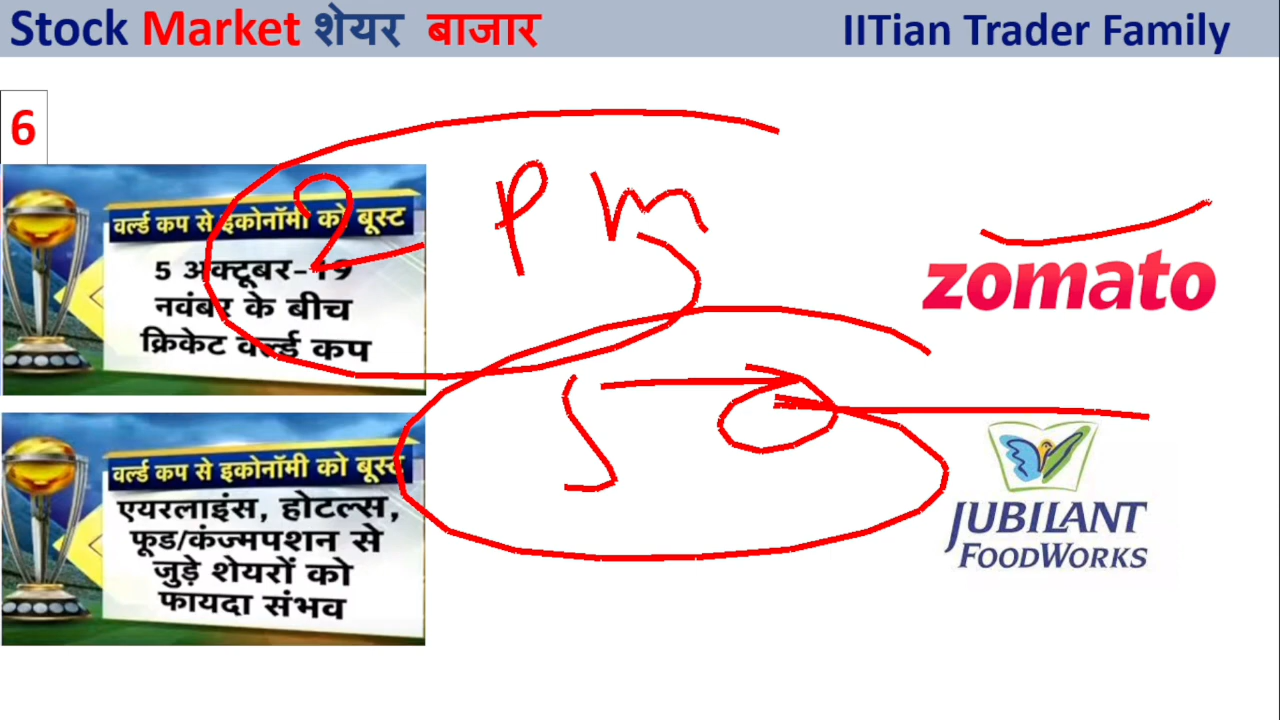 Stock Market शेयर बाजार
IITian Trader Family
6
वर्ल्ड कप से इकोनॉमी को बूस्ट
5 अक्टूबर-19
नवंबर के बीच
क्रिकेट वर्ल्ड कप
2 PM
zomato
5
JUBILANT
FOODWORKS
वर्ल्ड कप से इकोनॉमी को बूस्ट
एयरलाइंस, होटल्स,
फूड/कंज्मपशन से
जुड़े शेयरों को
फायदा संभव